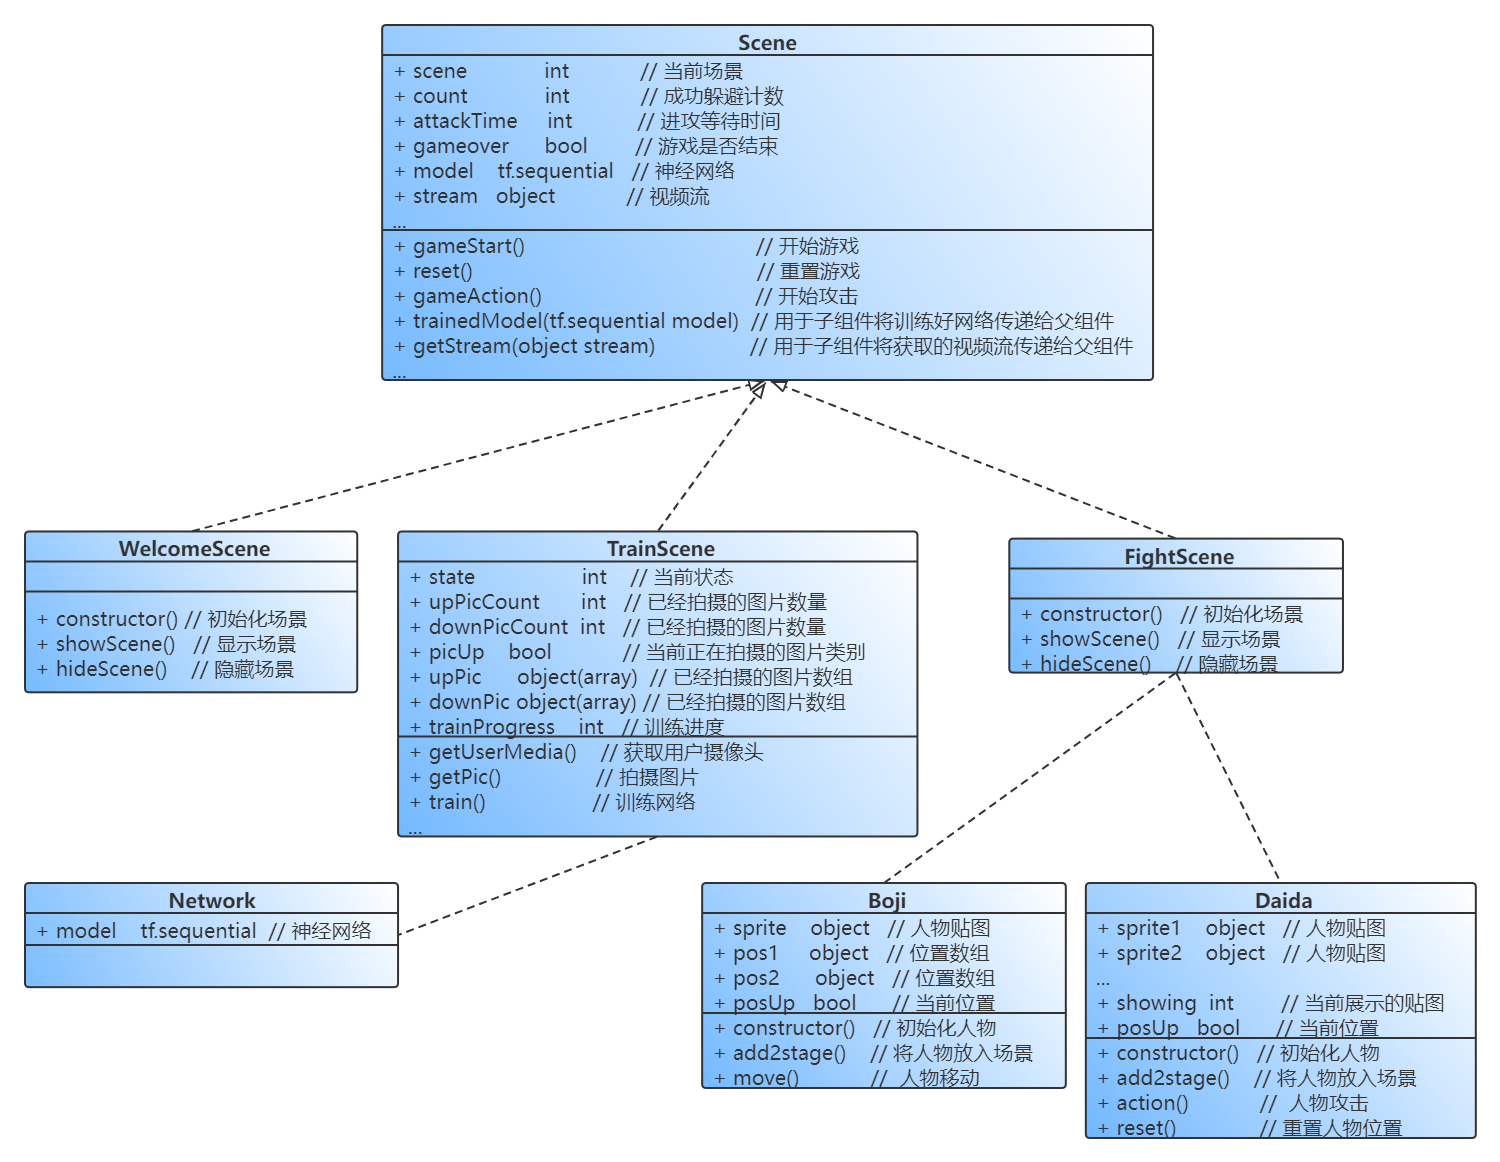 Scene
+ scene int // 当前场景
+ count int // 成功躲避计数
+ attackTime int // 进攻等待时间
+ gameover bool // 游戏是否结束
+ model tf.sequential // 神经网络
+ stream object // 视频流
...
+ gameStart() // 开始游戏
+ reset() // 重置游戏
+ gameAction() // 开始攻击
+ trainedModel(tf.sequential model) // 用于子组件将训练好网络传递给父组件
+ getStream(object stream) // 用于子组件将获取的视频流传递给父组件
...
WelcomeScene
+ constructor() // 初始化场景
+ showScene() // 显示场景
+ hideScene() // 隐藏场景
TrainScene
+ state int // 当前状态
+ upPicCount int // 已经拍摄的图片数量
+ downPicCount int // 已经拍摄的图片数量
+ picUp bool // 当前正在拍摄的图片类别
+ upPic object(array) // 已经拍摄的图片数组
+ downPic object(array) // 已经拍摄的图片数组
+ trainProgress int // 训练进度
+ getUserMedia() // 获取用户摄像头
+ getPic() // 拍摄图片
+ train() // 训练网络
...
FightScene
+ constructor() // 初始化场景
+ showScene() // 显示场景
+ hideScene() // 隐藏场景
Network
+ model tf.sequential // 神经网络
Boji
+ sprite object // 人物贴图
+ pos1 object // 位置数组
+ pos2 object // 位置数组
+ posUp bool // 当前位置
+ constructor() // 初始化人物
+ add2stage() // 将人物放入场景
+ move() // 人物移动
Daida
+ sprite1 object // 人物贴图
+ sprite2 object // 人物贴图
...
+ showing int // 当前展示的贴图
+ posUp bool // 当前位置
+ constructor() // 初始化人物
+ add2stage() // 将人物放入场景
+ action() // 人物攻击
+ reset() // 重置人物位置